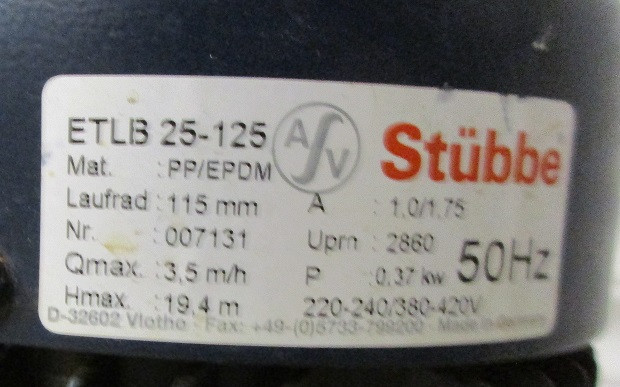 ETLB 25-125
ASV
Stübbe
Mat. : PP/EPDM
Laufrad : 115 mm
A : 1.0/1.75
Nr. : 007131
Uprn : 2860
50Hz
Qmax. : 3,5 m/h
P : 0.37 kw
Hmax. : 19.4 m
220-240/380-420V
D-32602 Vlotho · Fax: +49-(0)5733-799200 · Made in Germany